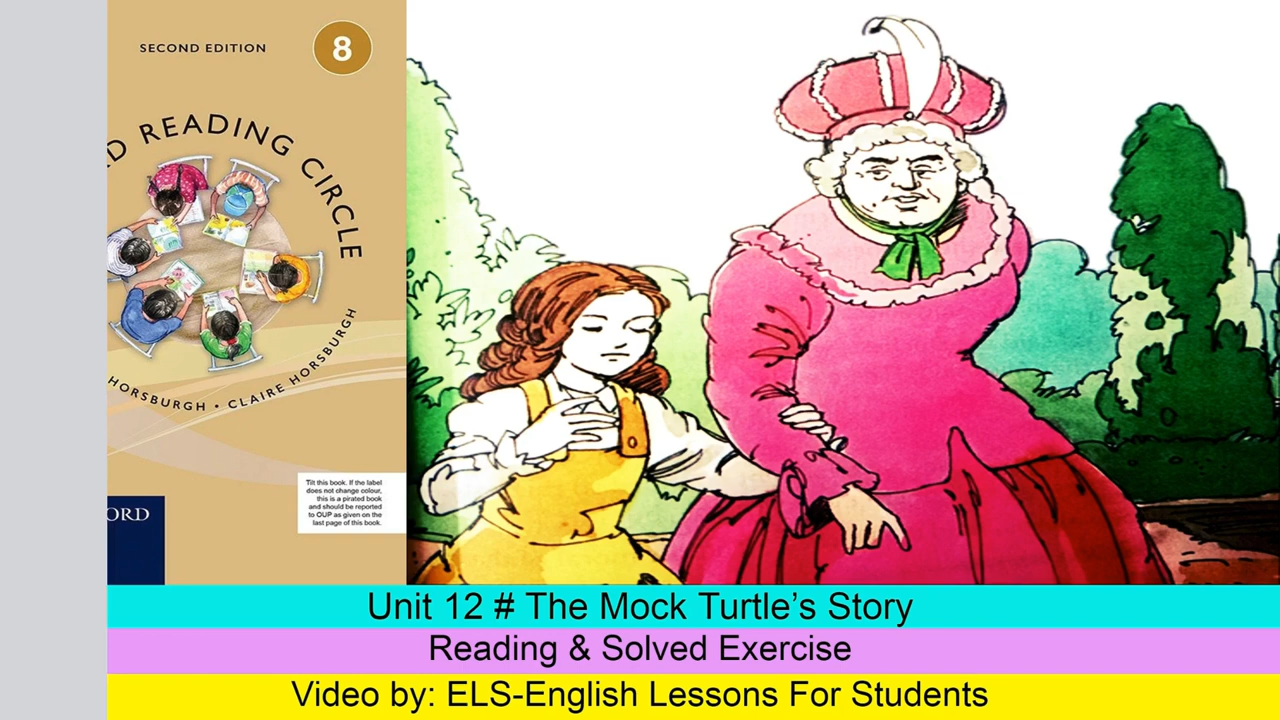 SECOND EDITION
8
D READING CIRCLE
HORSBURGH • CLAIRE HORSBURGH
Tilt this book. If the label
does not change colour,
this is a pirated book
and should be reported
to OUP as given on the
last page of this book.
ORD
Unit 12 # The Mock Turtle’s Story
Reading & Solved Exercise
Video by: ELS-English Lessons For Students